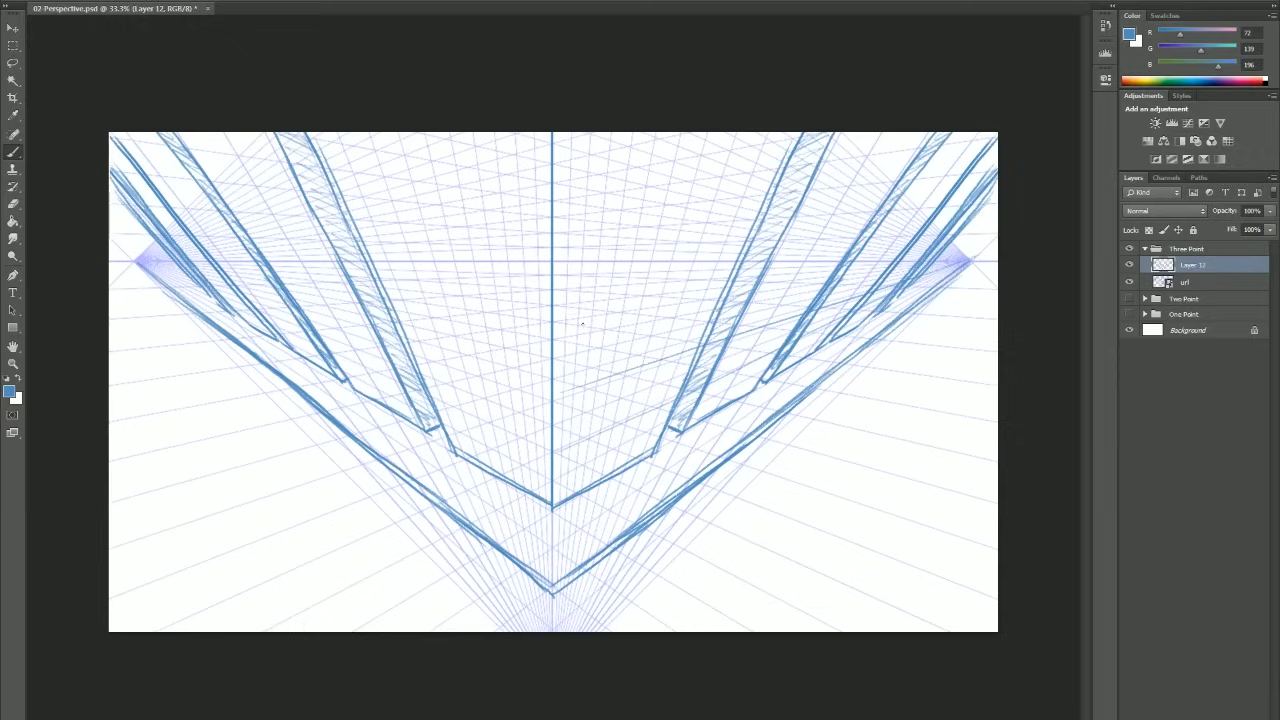 02 Perspective.psd @ 33.3% (Layer 12, RGB/8) * ×
Color Swatches
R 72
G 139
B 196
Adjustments Styles
Add an adjustment
Layers Channels Paths
Kind
Normal Opacity: 100%
Lock: Fill: 100%
Three Point
Layer 12
url
Two Point
One Point
Background